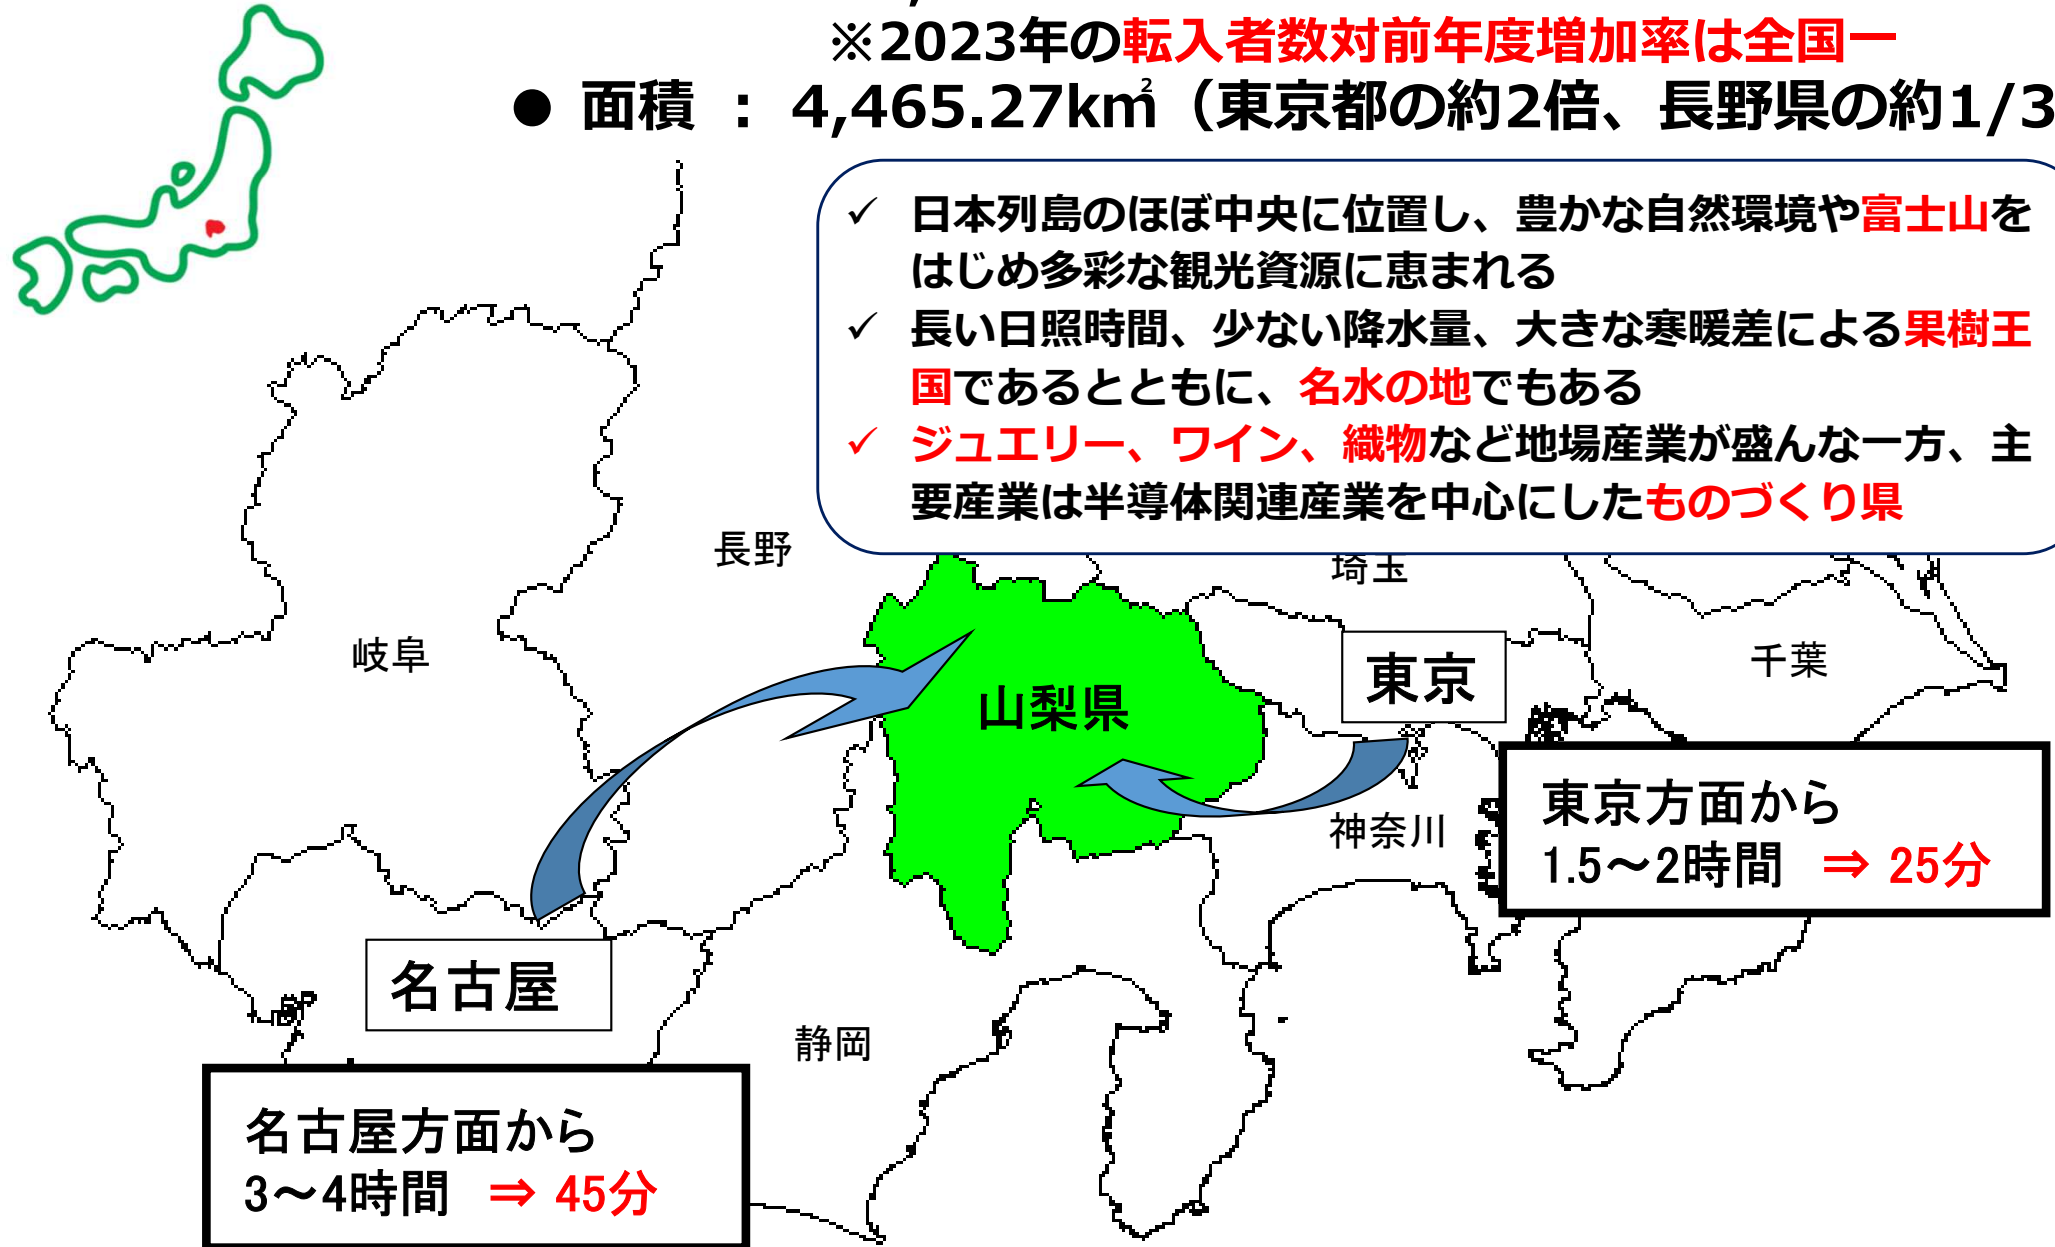 ※2023年の転入者数対前年度増加率は全国一
● 面積 : 4,465.27k㎡（東京都の約2倍、長野県の約1/3
✓ 日本列島のほぼ中央に位置し、豊かな自然環境や富士山を
はじめ多彩な観光資源に恵まれる
✓ 長い日照時間、少ない降水量、大きな寒暖差による果樹王
国であるとともに、名水の地でもある
✓ ジュエリー、ワイン、織物など地場産業が盛んな一方、主
要産業は半導体関連産業を中心にしたものづくり県
長野
埼玉
岐阜
東京
千葉
山梨県
東京方面から
1.5～2時間 ⇒ 25分
神奈川
名古屋
静岡
名古屋方面から
3～4時間 ⇒ 45分